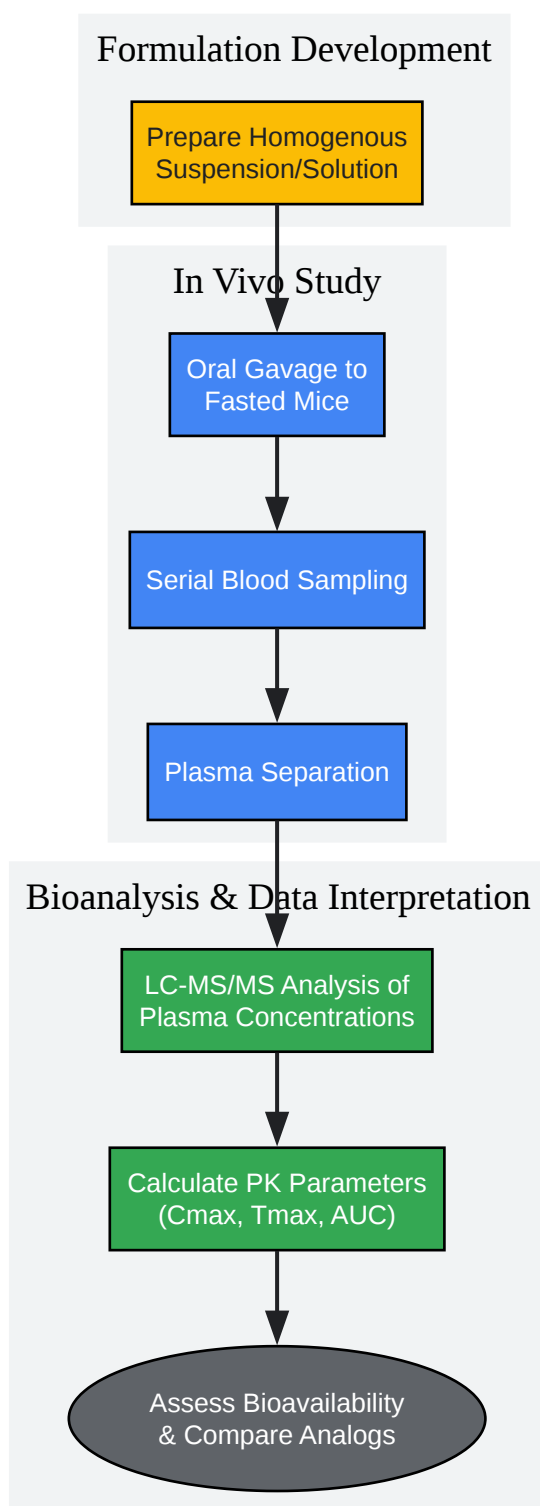 Formulation Development
Prepare Homogenous
Suspension/Solution
In Vivo Study
Oral Gavage to
Fasted Mice
Serial Blood Sampling
Plasma Separation
Bioanalysis & Data Interpretation
LC-MS/MS Analysis of
Plasma Concentrations
Calculate PK Parameters
(Cmax, Tmax, AUC)
Assess Bioavailability
& Compare Analogs